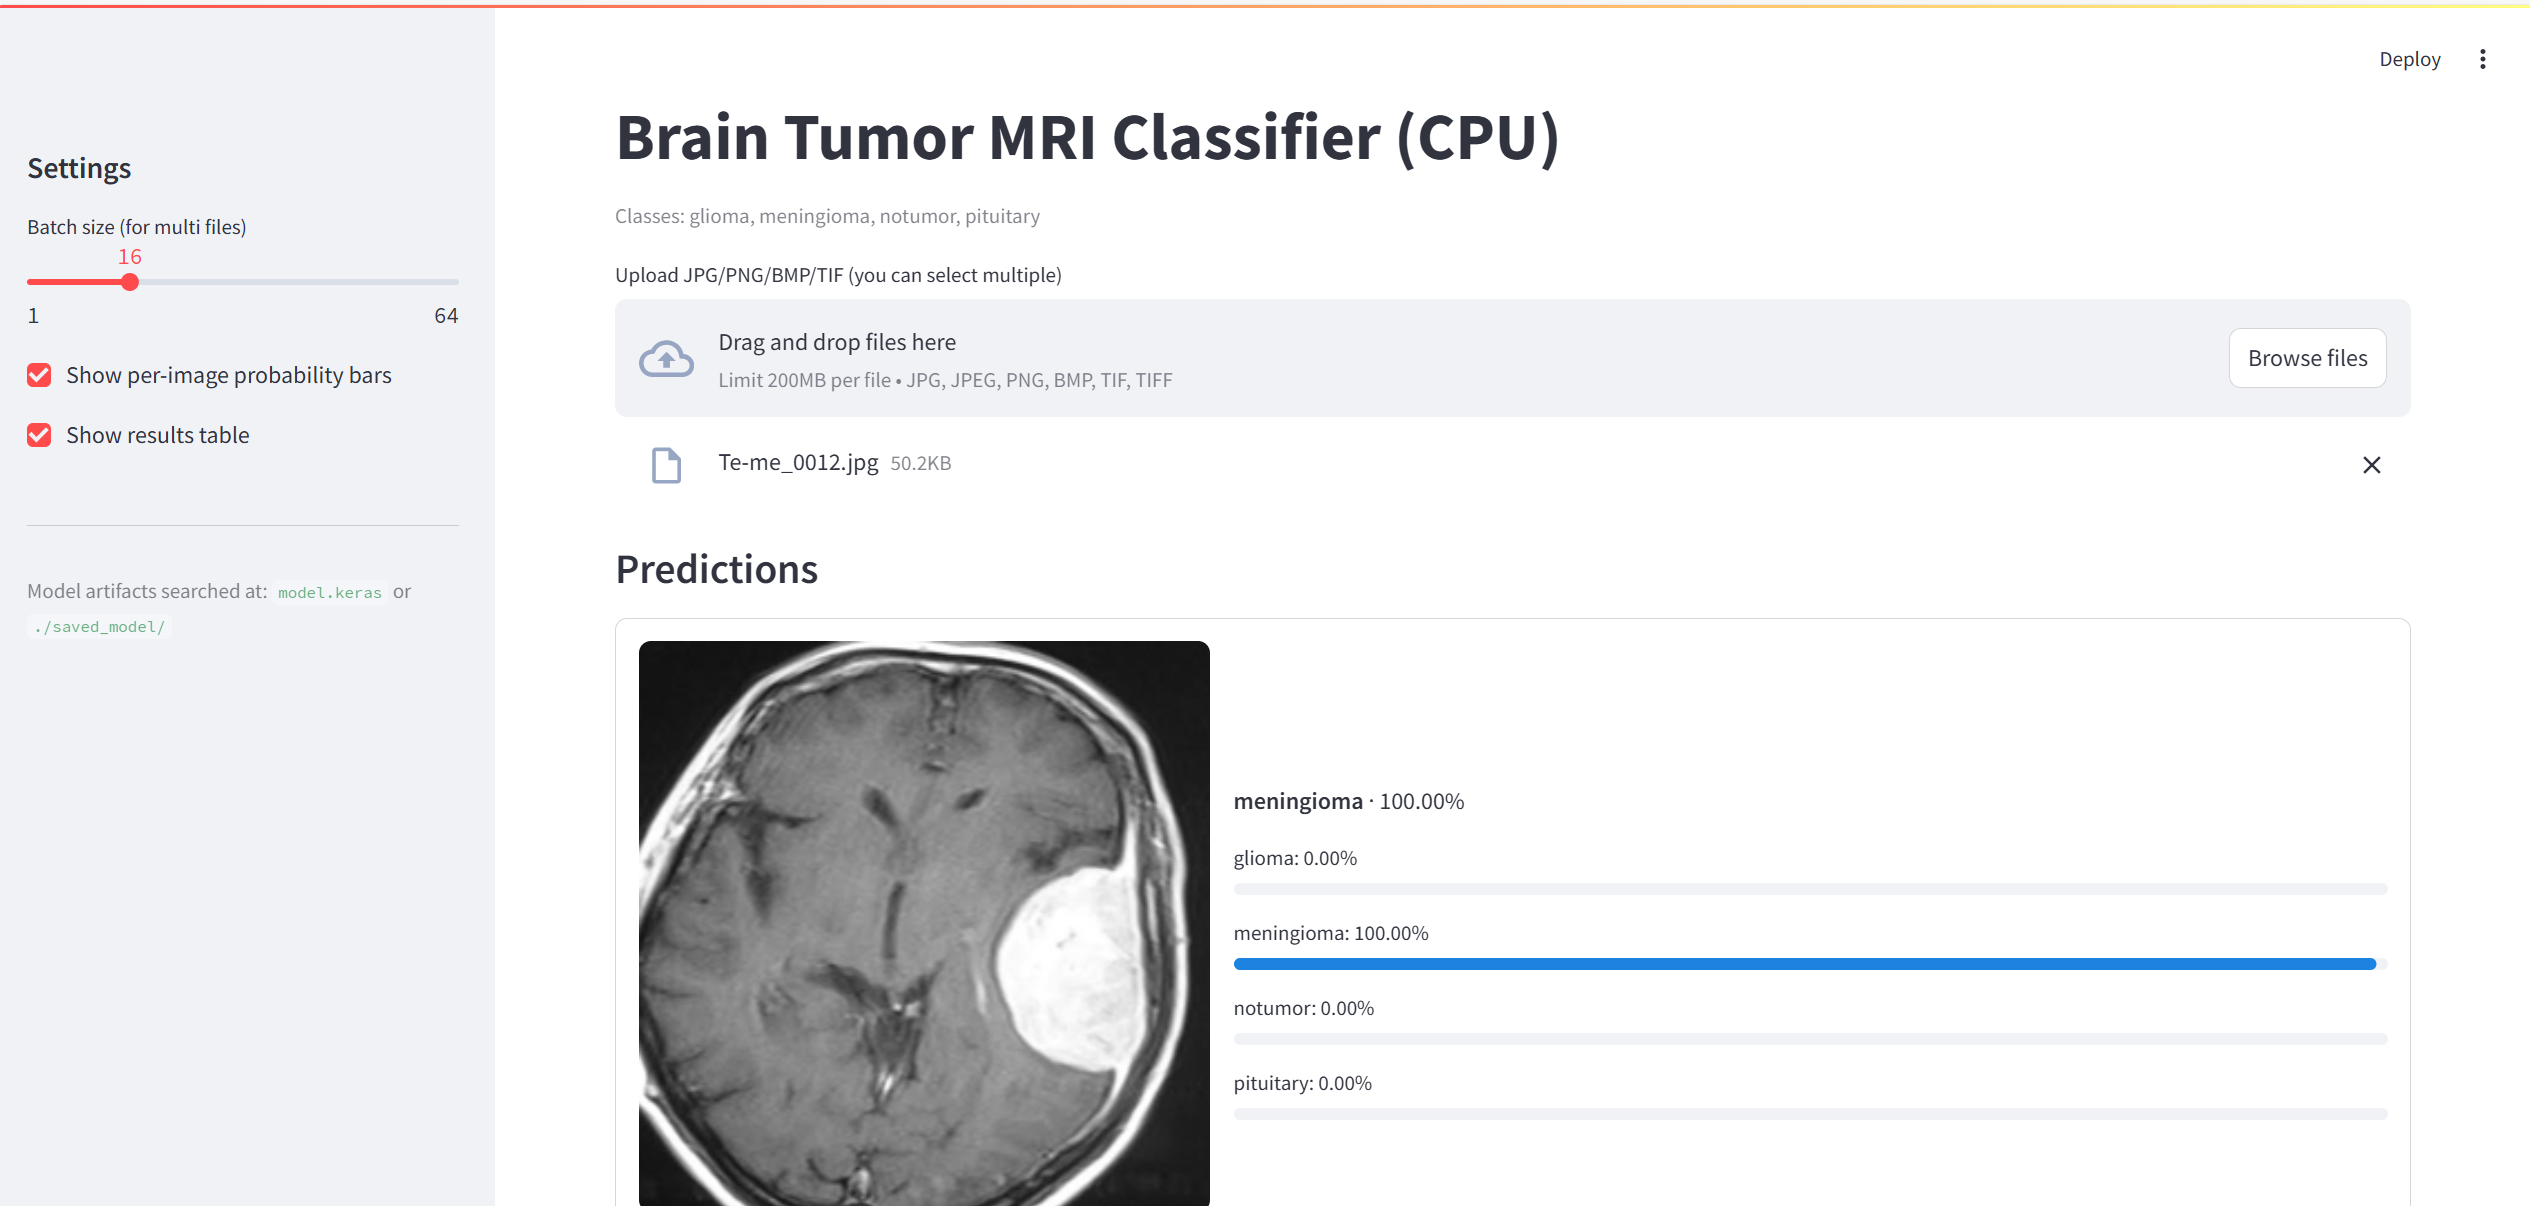 Deploy
Settings
Batch size (for multi files)
16
1 64
Show per-image probability bars
Show results table
Model artifacts searched at: model.keras or
./saved_model/
Brain Tumor MRI Classifier (CPU)
Classes: glioma, meningioma, notumor, pituitary
Upload JPG/PNG/BMP/TIF (you can select multiple)
Drag and drop files here
Limit 200MB per file • JPG, JPEG, PNG, BMP, TIF, TIFF
Browse files
Te-me_0012.jpg 50.2KB
Predictions
meningioma · 100.00%
glioma: 0.00%
meningioma: 100.00%
notumor: 0.00%
pituitary: 0.00%